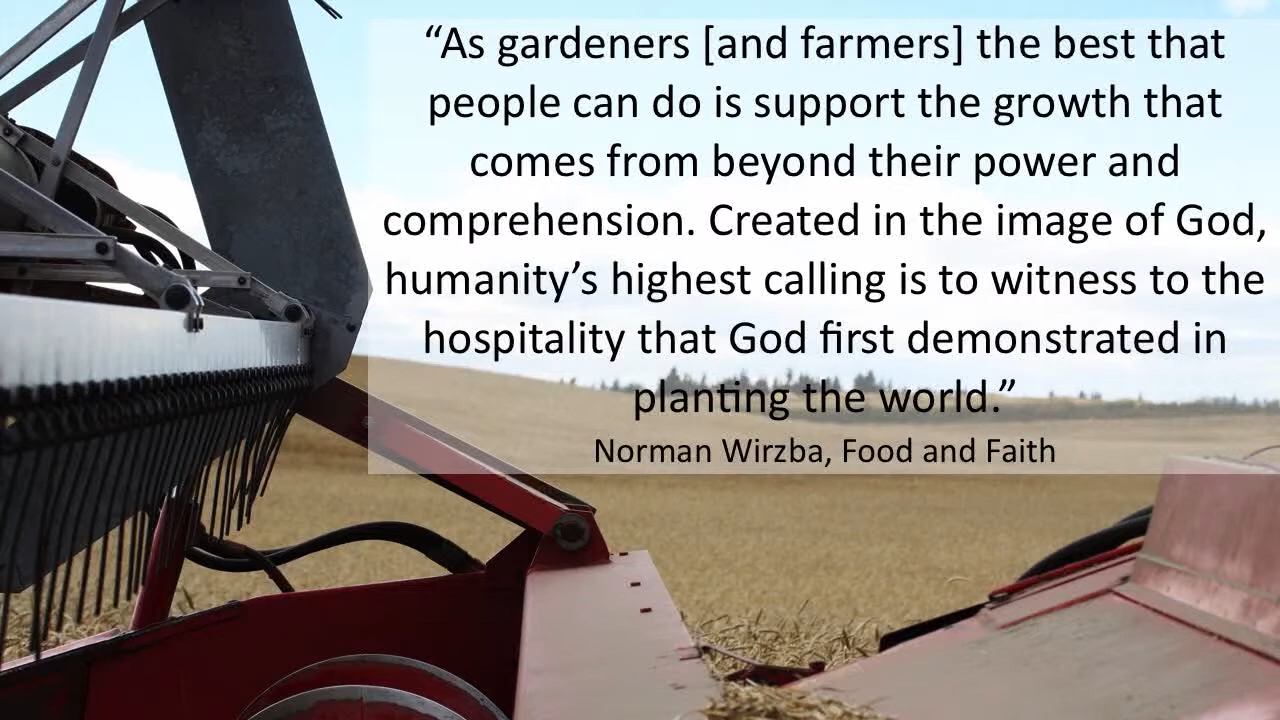 “As gardeners [and farmers] the best that
people can do is support the growth that
comes from beyond their power and
comprehension. Created in the image of God,
humanity’s highest calling is to witness to the
hospitality that God first demonstrated in
planting the world.”
Norman Wirzba, Food and Faith